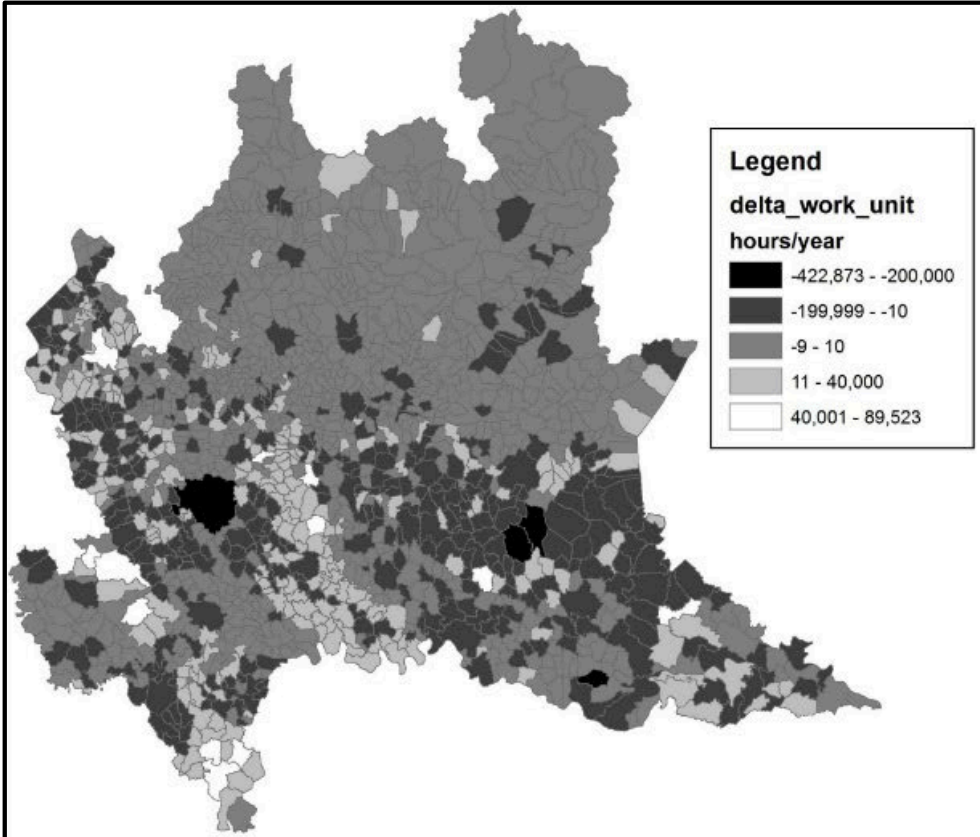 Legend
delta_work_unit
hours/year
-422,873 - -200,000
-199,999 - -10
-9 - 10
11 - 40,000
40,001 - 89,523